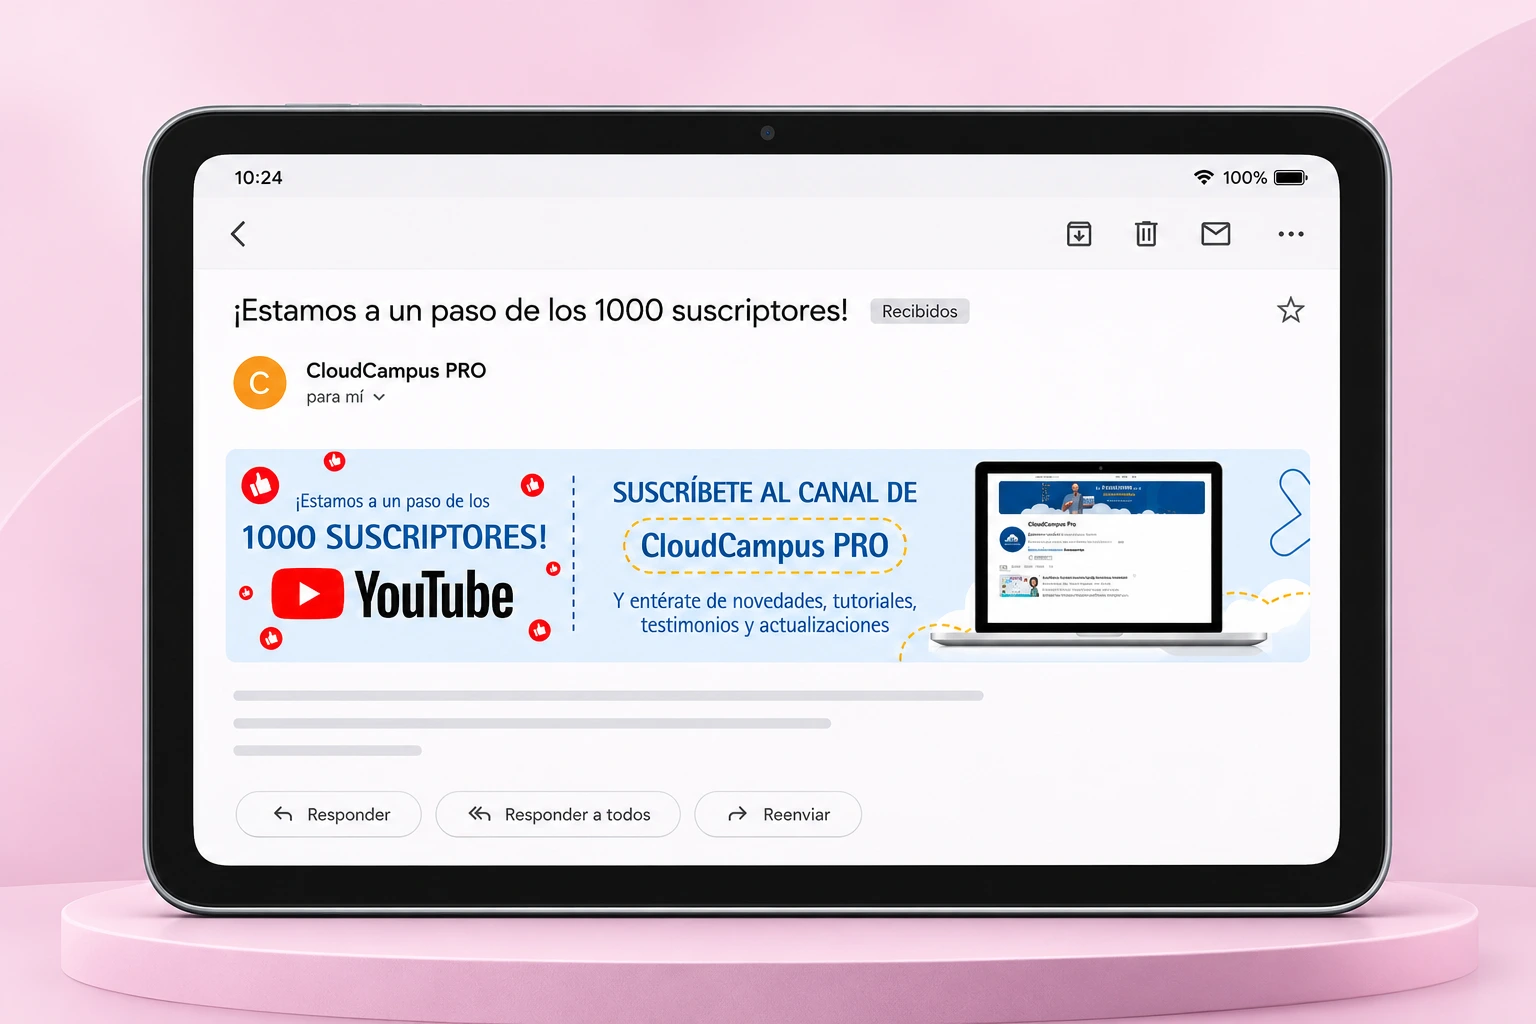 10:24
100%
¡Estamos a un paso de los 1000 suscriptores!
Recibidos
C
CloudCampus PRO
para mí
¡Estamos a un paso de los
1000 SUSCRIPTORES!
YouTube
SUSCRÍBETE AL CANAL DE
CloudCampus PRO
Y entérate de novedades, tutoriales,
testimonios y actualizaciones
CloudCampus Pro
Responder
Responder a todos
Reenviar